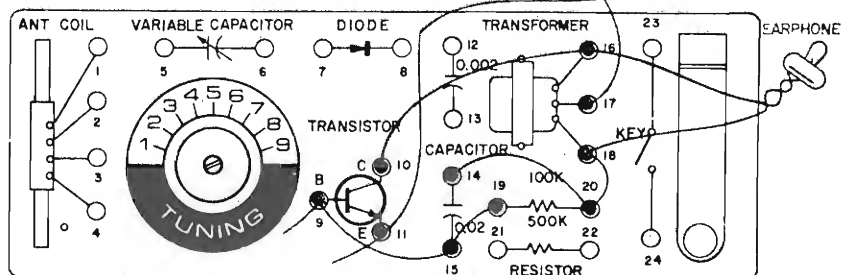 ANT COIL VARIABLE CAPACITOR DIODE TRANSFORMER 23 EARPHONE
1 5 6 7 8 12 16
0.002
2 1 2 3 4 5 6 7 8 9 13 17
TRANSISTOR
3 C 10 CAPACITOR 18 KEY
14 100K
B 19 20
4 9 0.02 500K
TUNING E 11 21 22 24
15 RESISTOR